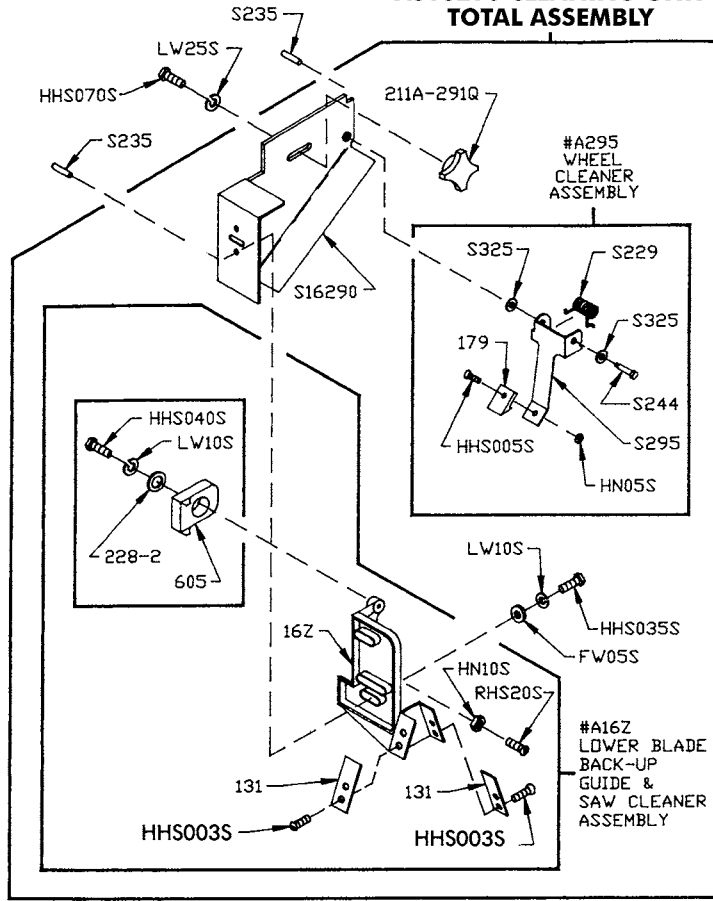 TOTAL ASSEMBLY
S235
LW25S
HHS070S
211A-291Q
S235
#A295
WHEEL
CLEANER
ASSEMBLY
S16290
S325
S229
S325
179
S244
HHS005S
S295
HN05S
HHS040S
LW10S
228-2
605
LW10S
HHS035S
FW05S
16Z
HN10S
RHS20S
#A16Z
LOWER BLADE
BACK-UP
GUIDE &
SAW CLEANER
ASSEMBLY
131
131
HHS003S
HHS003S